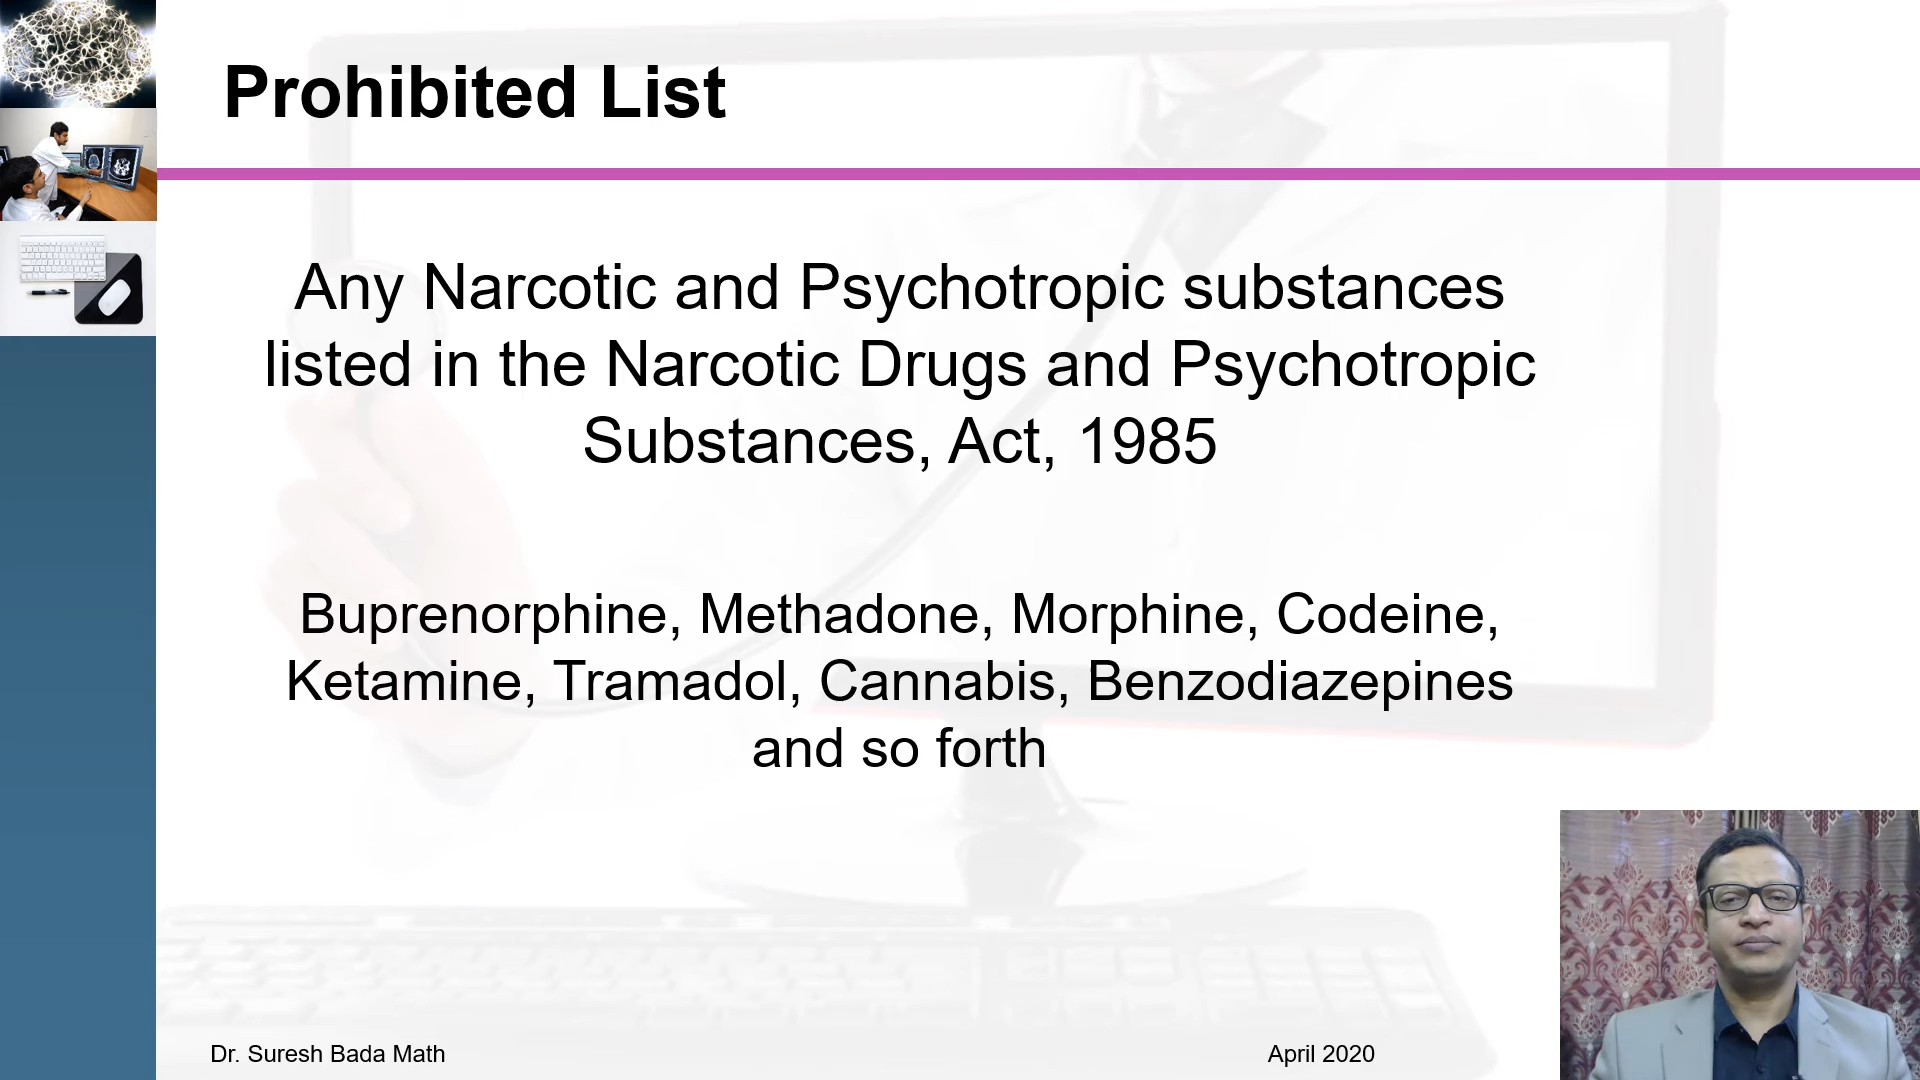 Prohibited List
Any Narcotic and Psychotropic substances
listed in the Narcotic Drugs and Psychotropic
Substances, Act, 1985
Buprenorphine, Methadone, Morphine, Codeine,
Ketamine, Tramadol, Cannabis, Benzodiazepines
and so forth
Dr. Suresh Bada Math
April 2020